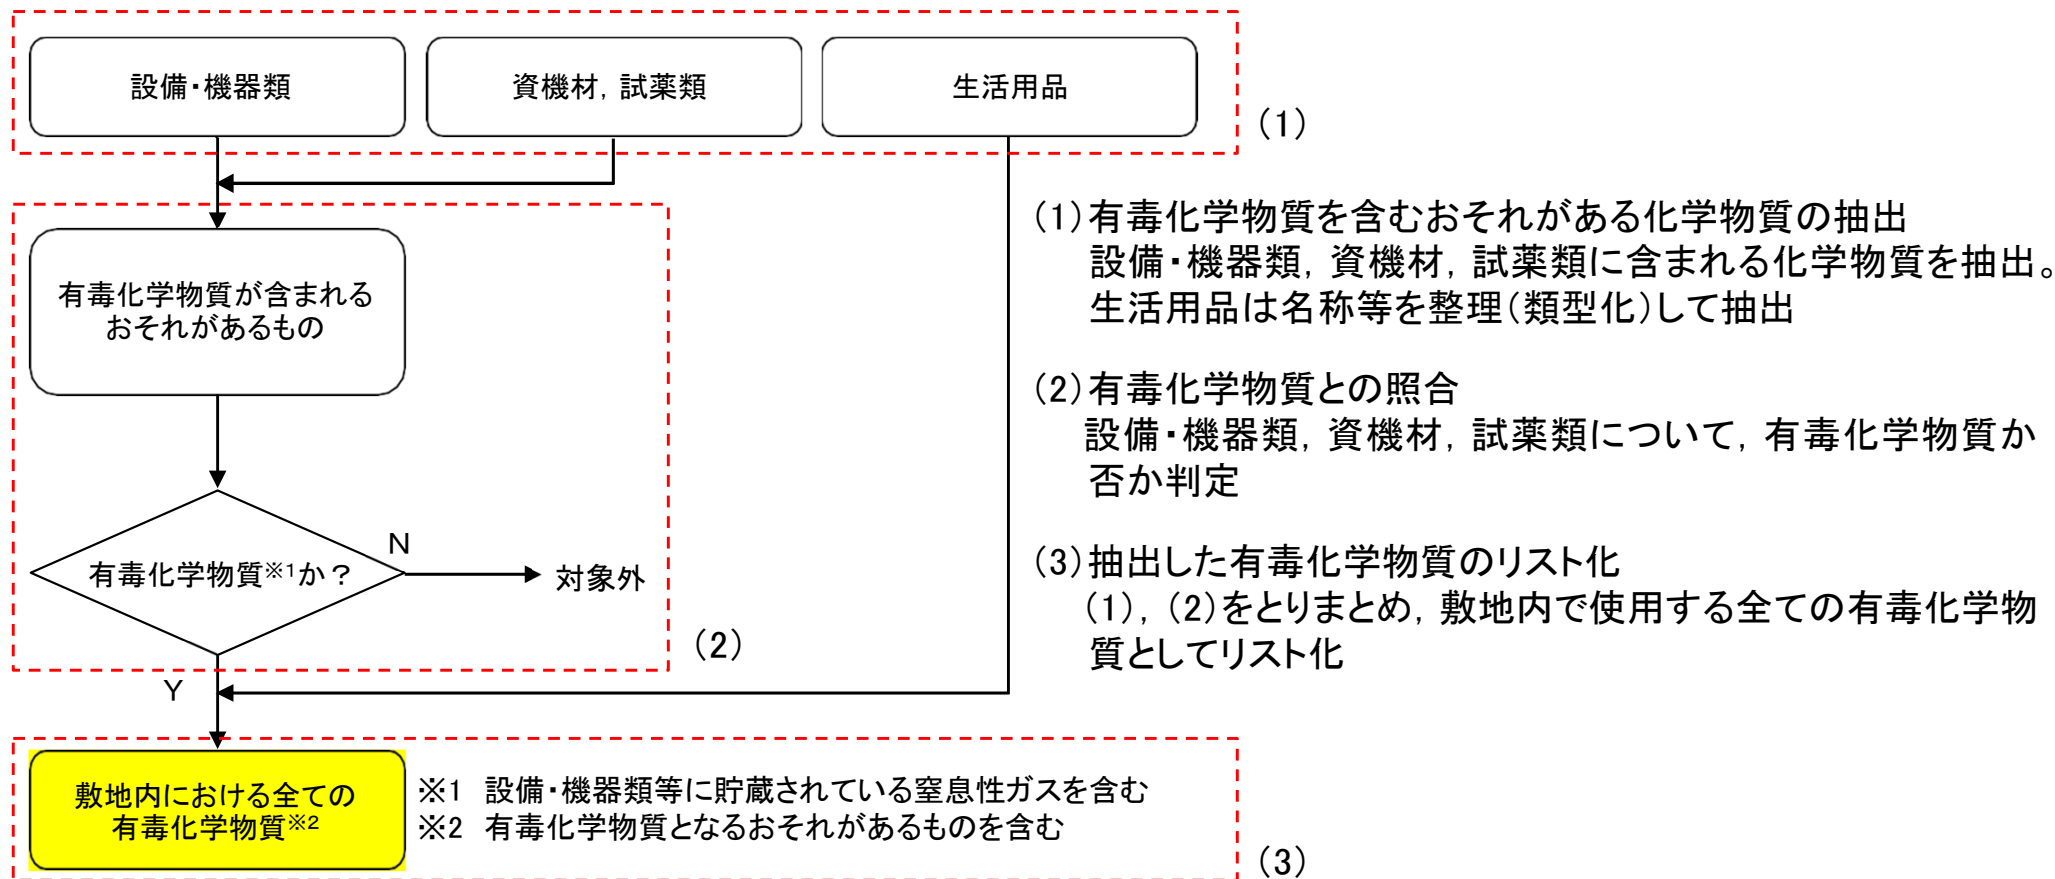 設備・機器類
資機材，試薬類
生活用品
（1）
有毒化学物質が含まれる
おそれがあるもの
有毒化学物質※1か？
N
対象外
（2）
Y
敷地内における全ての
有毒化学物質※2
※1　設備・機器類等に貯蔵されている窒息性ガスを含む
※2　有毒化学物質となるおそれがあるものを含む
（3）
（1）有毒化学物質を含むおそれがある化学物質の抽出
設備・機器類，資機材，試薬類に含まれる化学物質を抽出。
生活用品は名称等を整理（類型化）して抽出
（2）有毒化学物質との照合
設備・機器類，資機材，試薬類について，有毒化学物質か
否か判定
（3）抽出した有毒化学物質のリスト化
（1），（2）をとりまとめ，敷地内で使用する全ての有毒化学物
質としてリスト化